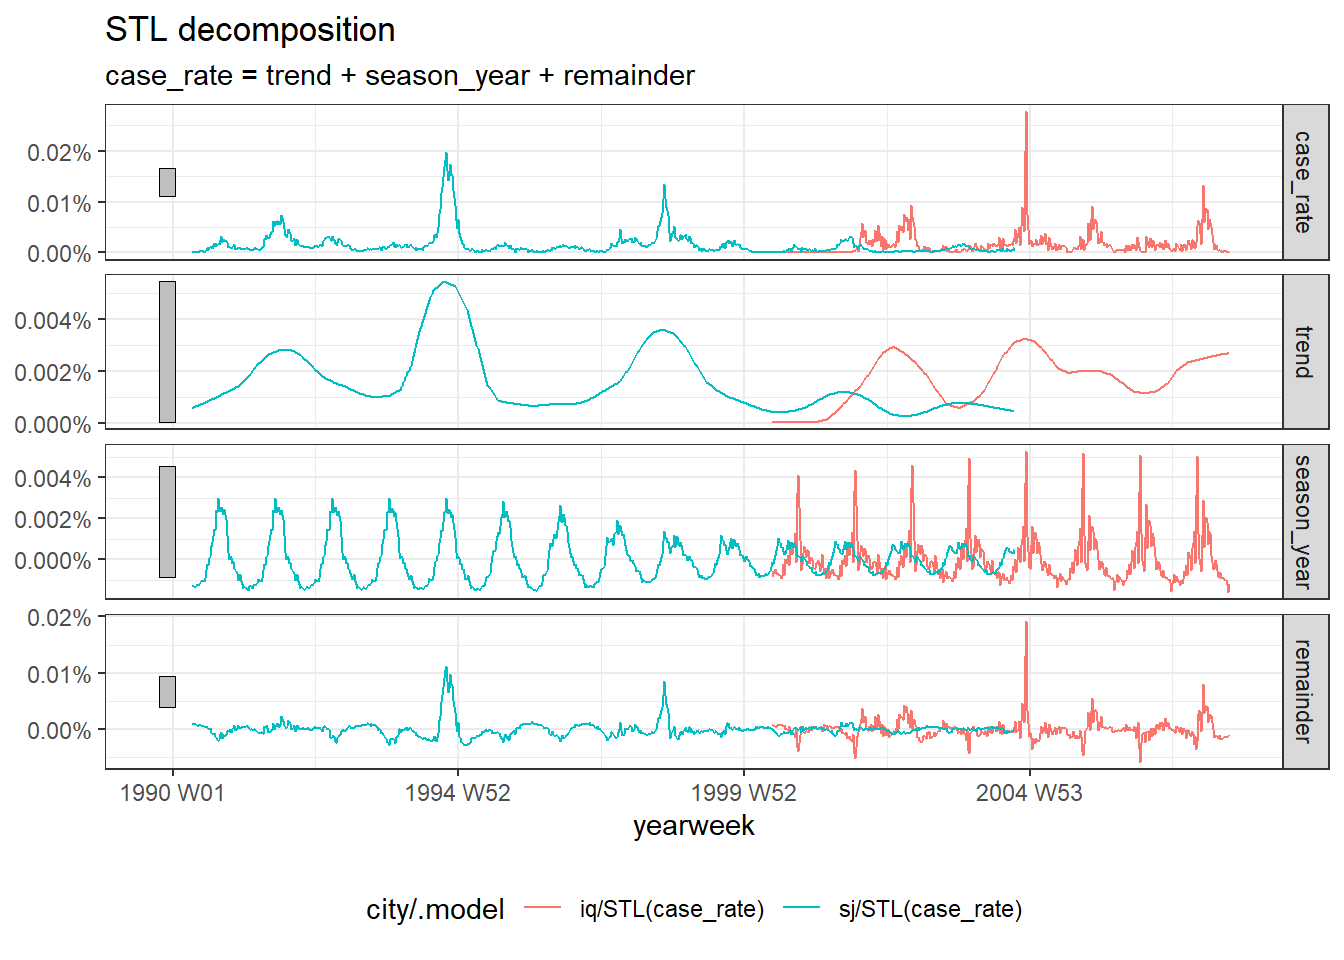 STL decomposition
case_rate = trend + season_year + remainder
0.02%
0.01%
0.00%
case_rate
0.004%
0.002%
0.000%
trend
0.004%
0.002%
0.000%
season_year
0.02%
0.01%
0.00%
remainder
1990 W01 1994 W52 1999 W52 2004 W53
yearweek
city/.model iq/STL(case_rate) sj/STL(case_rate)